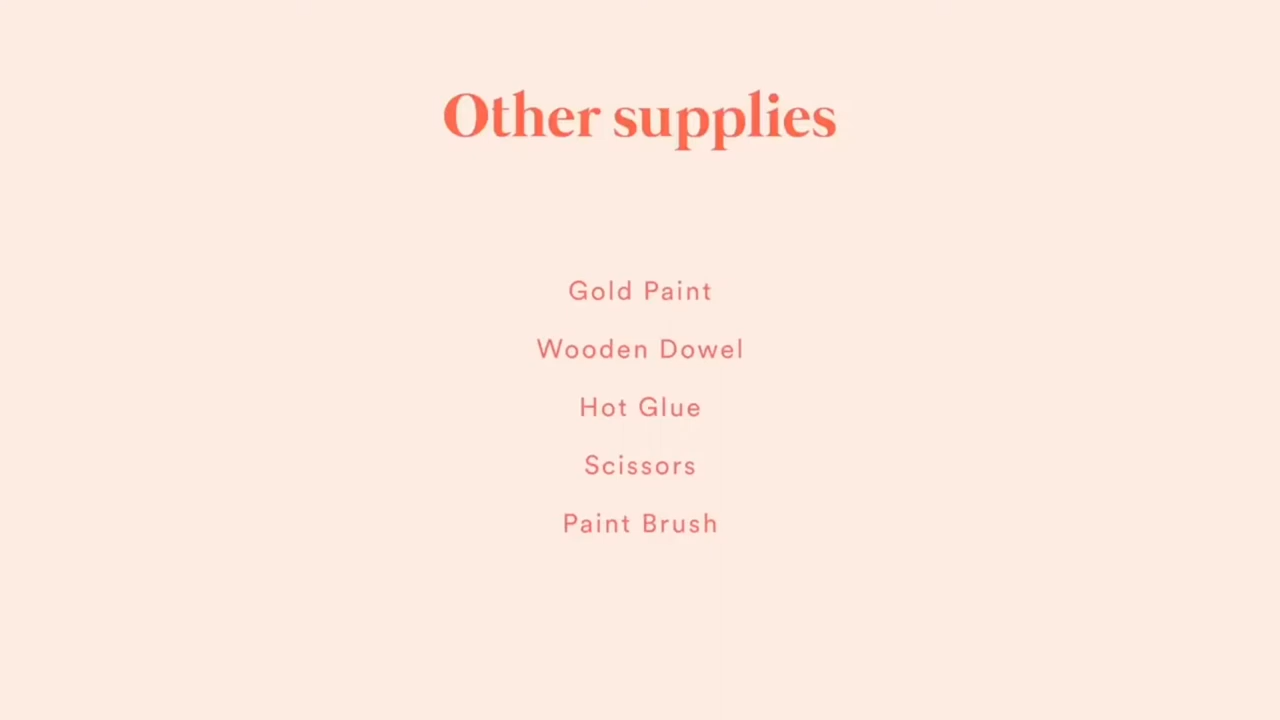 Other supplies
Gold Paint
Wooden Dowel
Hot Glue
Scissors
Paint Brush